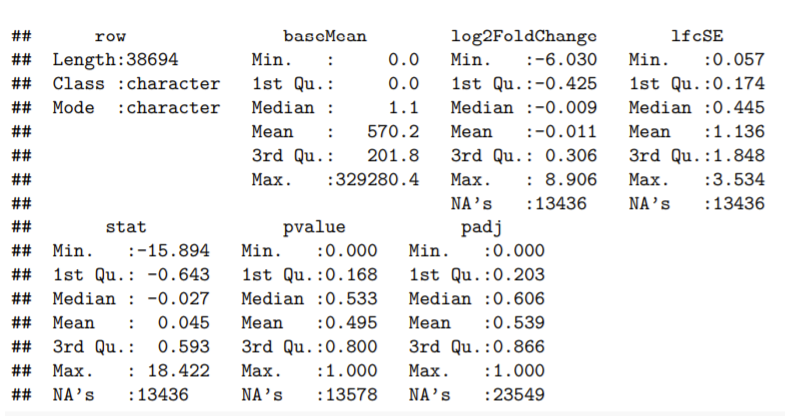 ##       row               baseMean        log2FoldChange       lfcSE
##  Length:38694       Min.   :     0.0   Min.   :-6.030   Min.   :0.057
##  Class :character   1st Qu.:     0.0   1st Qu.:-0.425   1st Qu.:0.174
##  Mode  :character   Median :     1.1   Median :-0.009   Median :0.445
##                     Mean   :   570.2   Mean   :-0.011   Mean   :1.136
##                     3rd Qu.:   201.8   3rd Qu.: 0.306   3rd Qu.:1.848
##                     Max.   :329280.4   Max.   : 8.906   Max.   :3.534
##                                        NA's   :13436    NA's   :13436
##       stat             pvalue           padj
##  Min.   :-15.894   Min.   :0.000   Min.   :0.000
##  1st Qu.: -0.643   1st Qu.:0.168   1st Qu.:0.203
##  Median : -0.027   Median :0.533   Median :0.606
##  Mean   :  0.045   Mean   :0.495   Mean   :0.539
##  3rd Qu.:  0.593   3rd Qu.:0.800   3rd Qu.:0.866
##  Max.   : 18.422   Max.   :1.000   Max.   :1.000
##  NA's   :13436     NA's   :13578   NA's   :23549